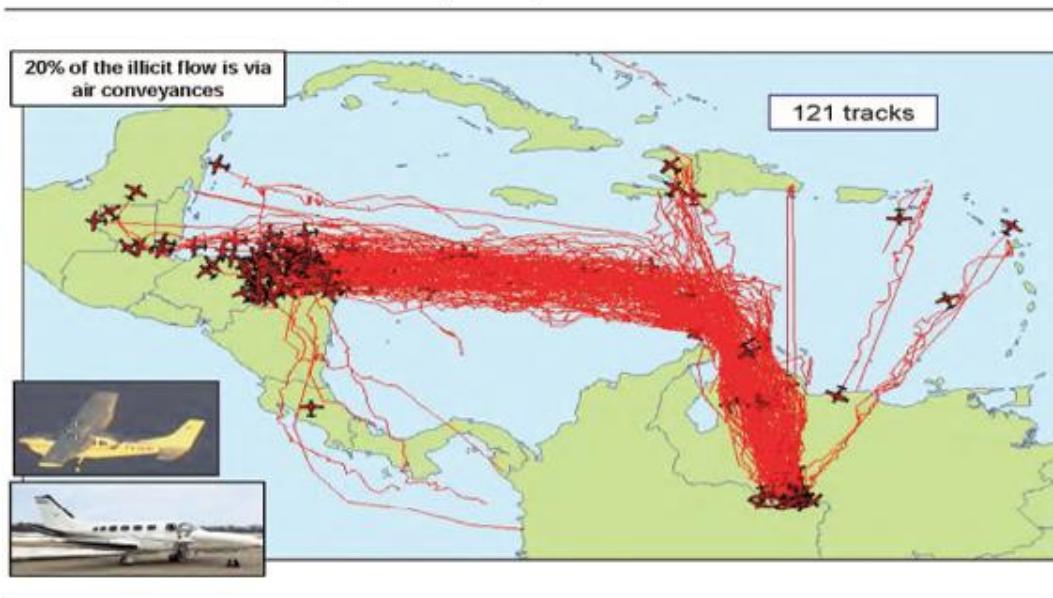 20% of the illicit flow is via
air conveyances
121 tracks